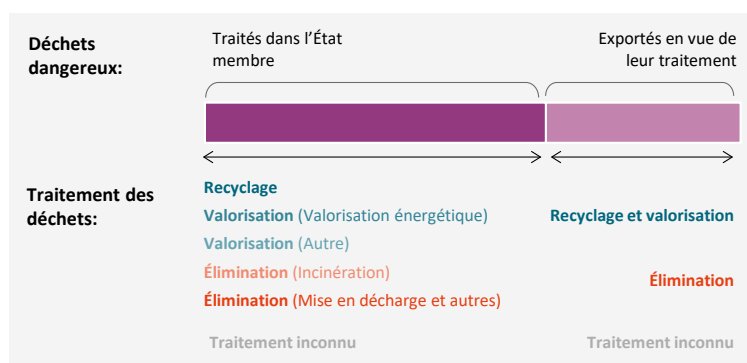 Déchets
dangereux:
Traités dans l'État
membre
Exportés en vue de
leur traitement
Traitement des
déchets:
Recyclage
Valorisation (Valorisation énergétique)
Valorisation (Autre)
Élimination (Incinération)
Élimination (Mise en décharge et autres)
Traitement inconnu
Recyclage et valorisation
Élimination
Traitement inconnu